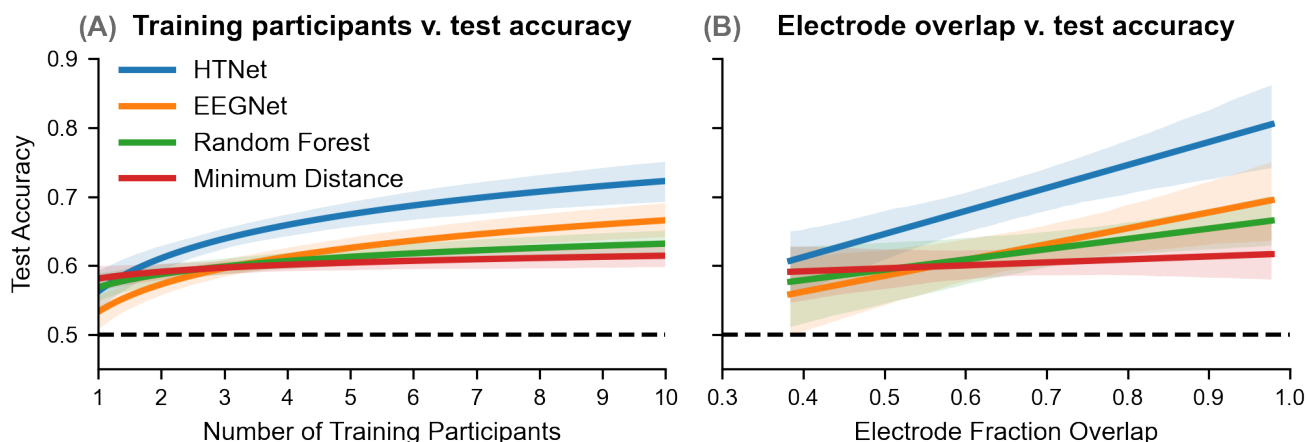 (A) Training participants v. test accuracy
0.9
0.8
0.7
0.6
0.5
Test Accuracy
HTNet
EEGNet
Random Forest
Minimum Distance
1 2 3 4 5 6 7 8 9 10
Number of Training Participants
(B) Electrode overlap v. test accuracy
0.3 0.4 0.5 0.6 0.7 0.8 0.9 1.0
Electrode Fraction Overlap